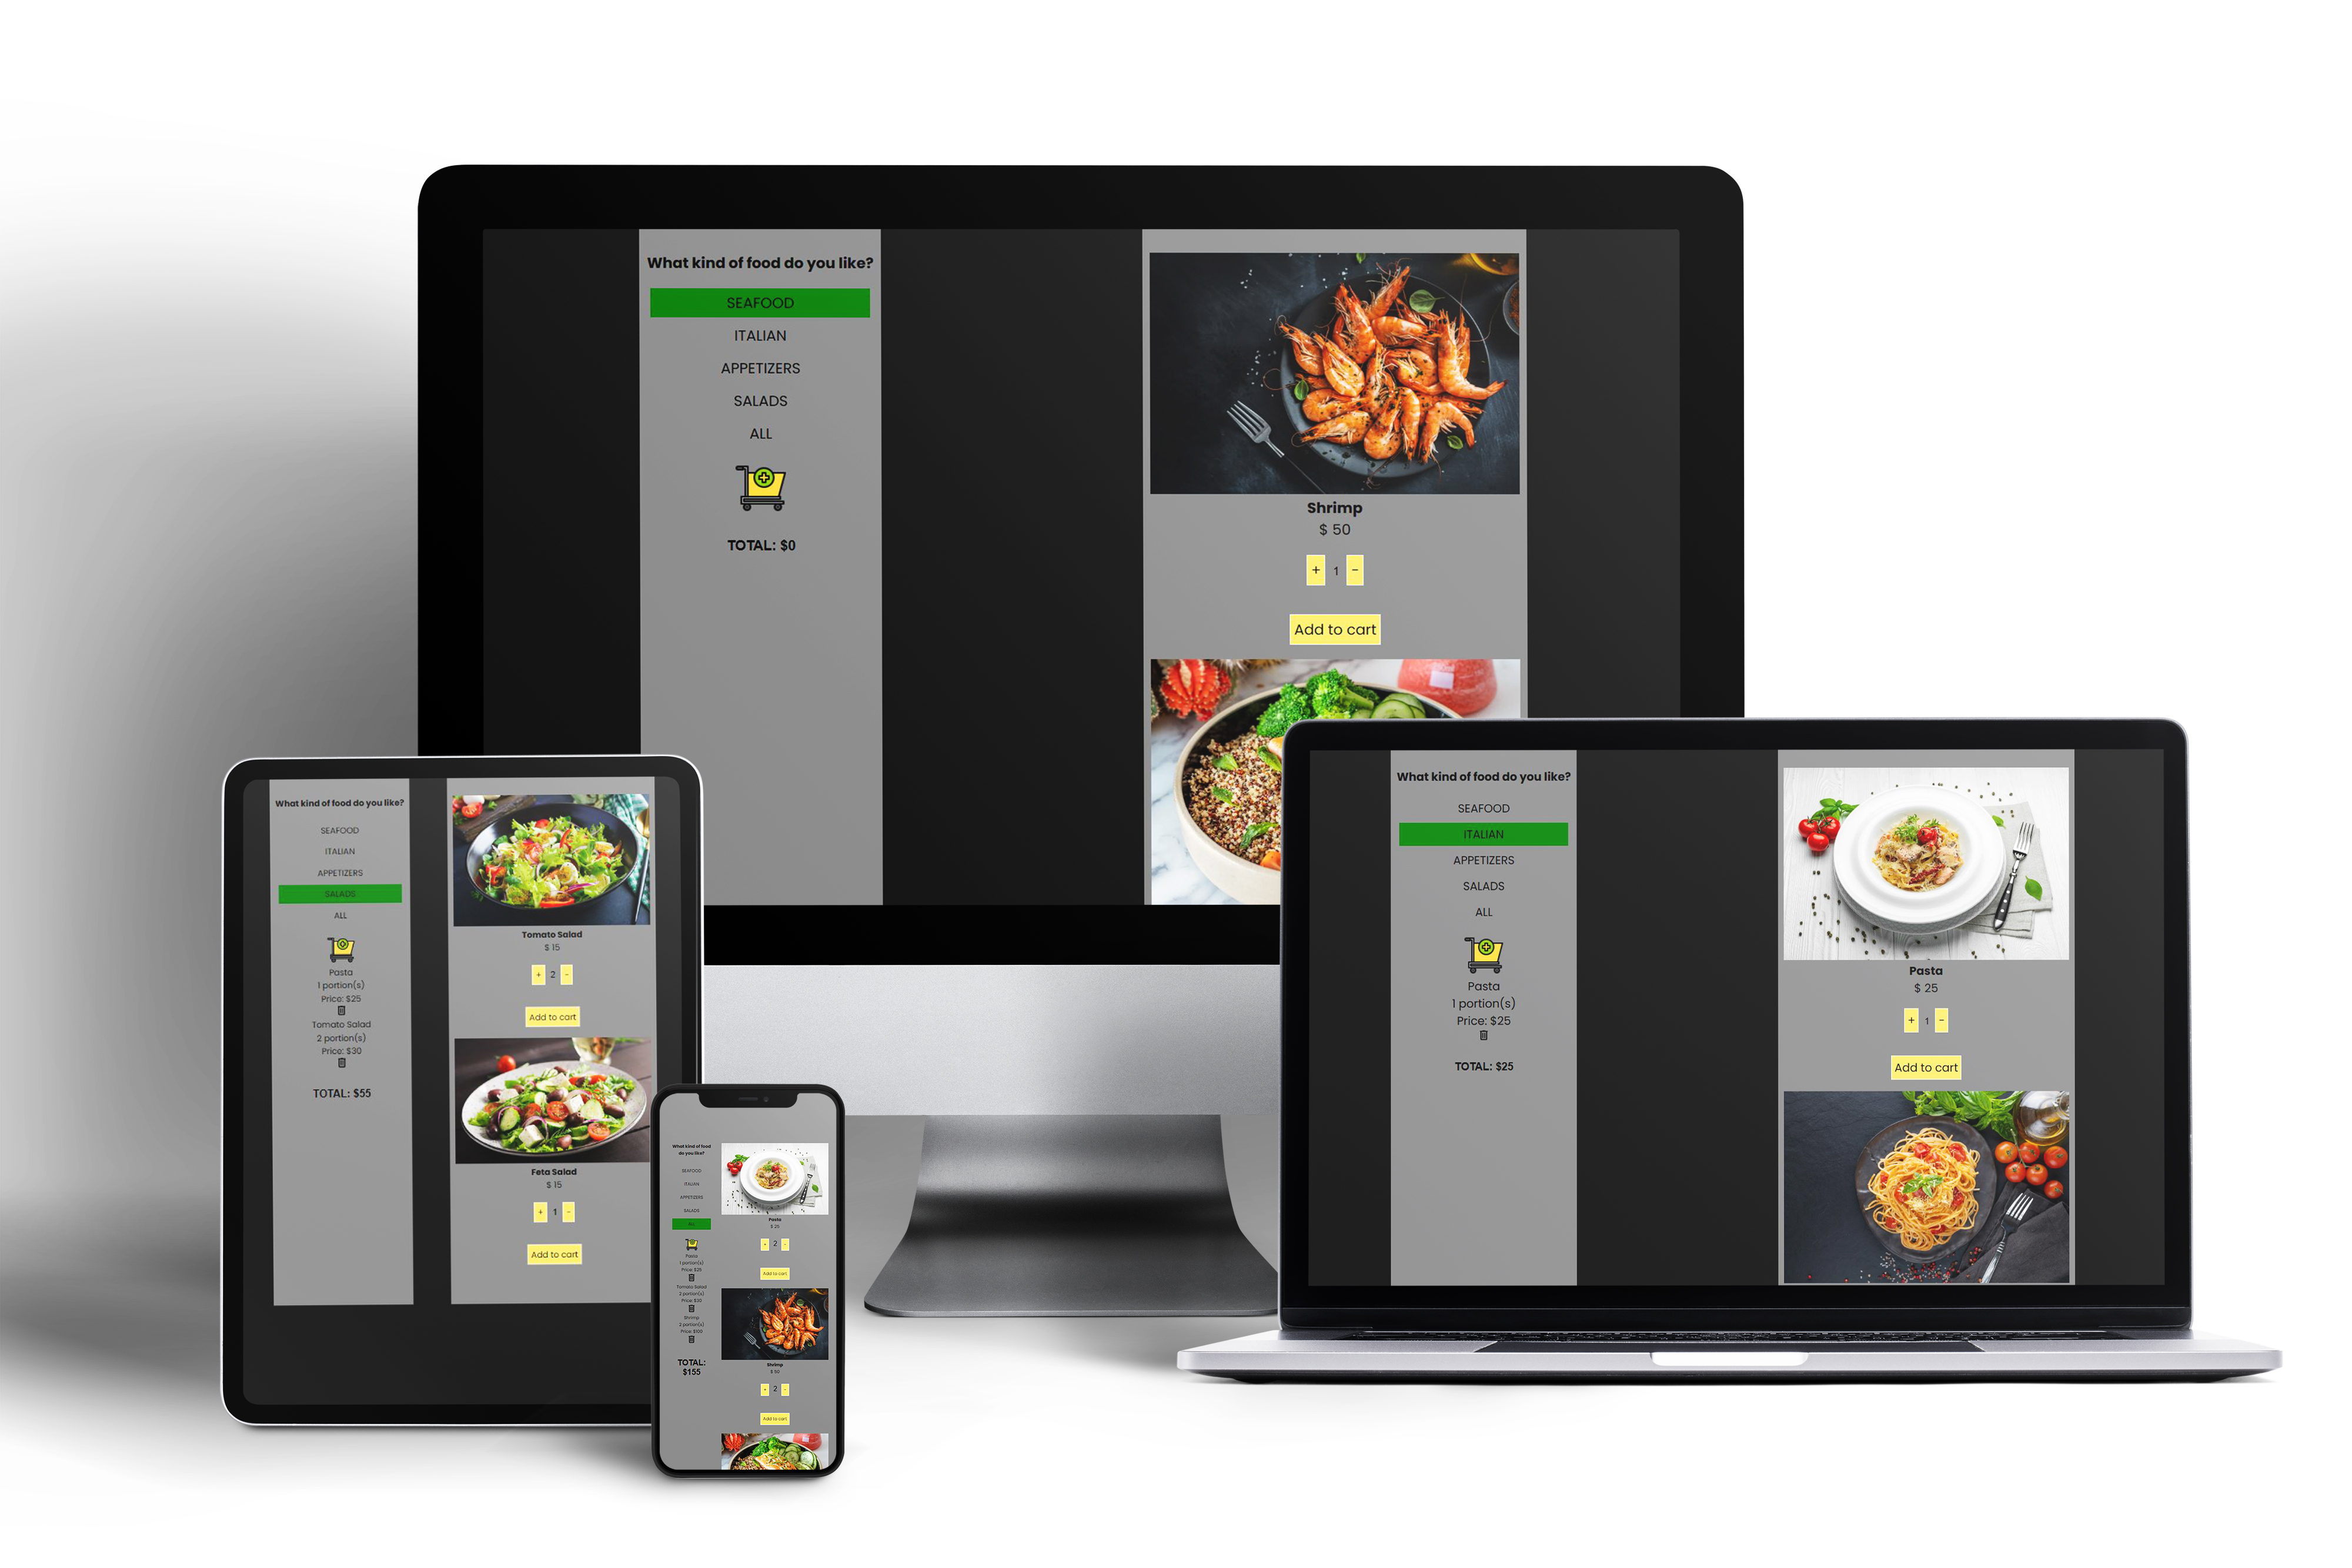 What kind of food do you like?
SEAFOOD
ITALIAN
APPETIZERS
SALADS
ALL
TOTAL: $0
Shrimp
$ 50
+ 1 -
Add to cart
What kind of food do you like?
SEAFOOD
ITALIAN
APPETIZERS
SALADS
ALL
Pasta
1 portion(s)
Price: $25
Tomato Salad
2 portion(s)
Price: $30
TOTAL: $55
Tomato Salad
$ 15
+ 2 -
Add to cart
Feta Salad
$ 15
+ 1 -
Add to cart
What kind of food
do you like?
SEAFOOD
ITALIAN
APPETIZERS
SALADS
ALL
Pasta
1 portion(s)
Price: $25
Tomato Salad
2 portion(s)
Price: $30
Shrimp
2 portion(s)
Price: $100
TOTAL:
$155
Pasta
$ 25
+ 2 -
Add to cart
Shrimp
$ 50
+ 2 -
Add to cart
What kind of food do you like?
SEAFOOD
ITALIAN
APPETIZERS
SALADS
ALL
Pasta
1 portion(s)
Price: $25
TOTAL: $25
Pasta
$ 25
+ 1 -
Add to cart